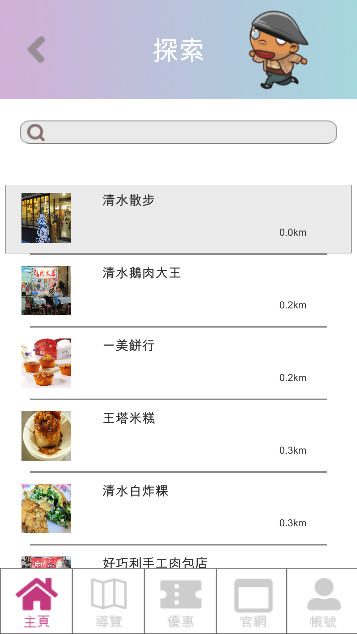 探索
清水散步
0.0km
清水鵝肉大王
0.2km
一美餅行
0.2km
王塔米糕
0.3km
清水白炸粿
0.3km
好巧利手工肉包店
主頁
導覽
優惠
官網
帳號